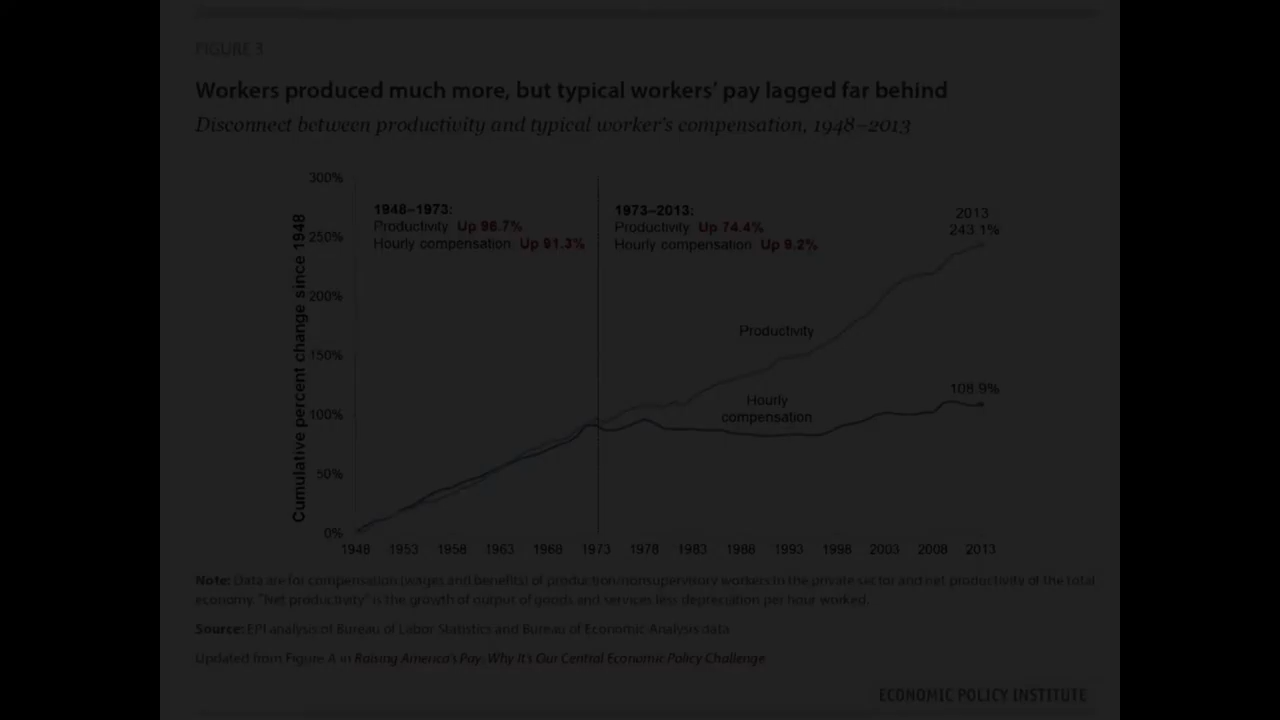 FIGURE 3
Workers produced much more, but typical workers' pay lagged far behind
Disconnect between productivity and typical worker's compensation, 1948–2013
300%
250%
200%
150%
100%
50%
0%
Cumulative percent change since 1948
1948–1973:
Productivity Up 96.7%
Hourly compensation Up 91.3%
1973–2013:
Productivity Up 74.4%
Hourly compensation Up 9.2%
2013
243.1%
Productivity
108.9%
Hourly
compensation
1948 1953 1958 1963 1968 1973 1978 1983 1988 1993 1998 2003 2008 2013
Note: Data are for compensation (wages and benefits) of production/nonsupervisory workers in the private sector and net productivity of the total
economy. "Net productivity" is the growth of output of goods and services less depreciation per hour worked.
Source: EPI analysis of Bureau of Labor Statistics and Bureau of Economic Analysis data
Updated from Figure A in Raising America's Pay: Why It's Our Central Economic Policy Challenge
ECONOMIC POLICY INSTITUTE